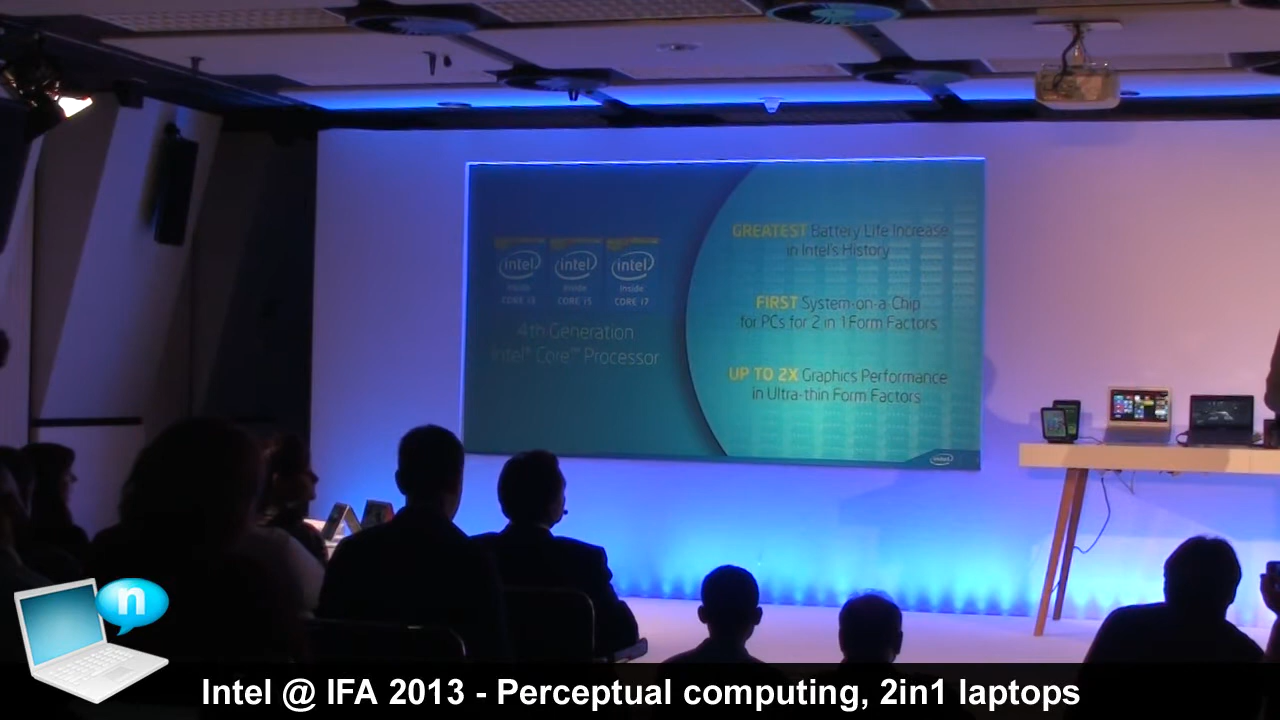 intel inside CORE i3
intel inside CORE i5
intel inside CORE i7
4th Generation
Intel® Core™ Processor
GREATEST Battery Life Increase
in Intel's History
FIRST System-on-a-Chip
for PCs for 2 in 1 Form Factors
UP TO 2X Graphics Performance
in Ultra-thin Form Factors
intel
n
Intel @ IFA 2013 - Perceptual computing, 2in1 laptops